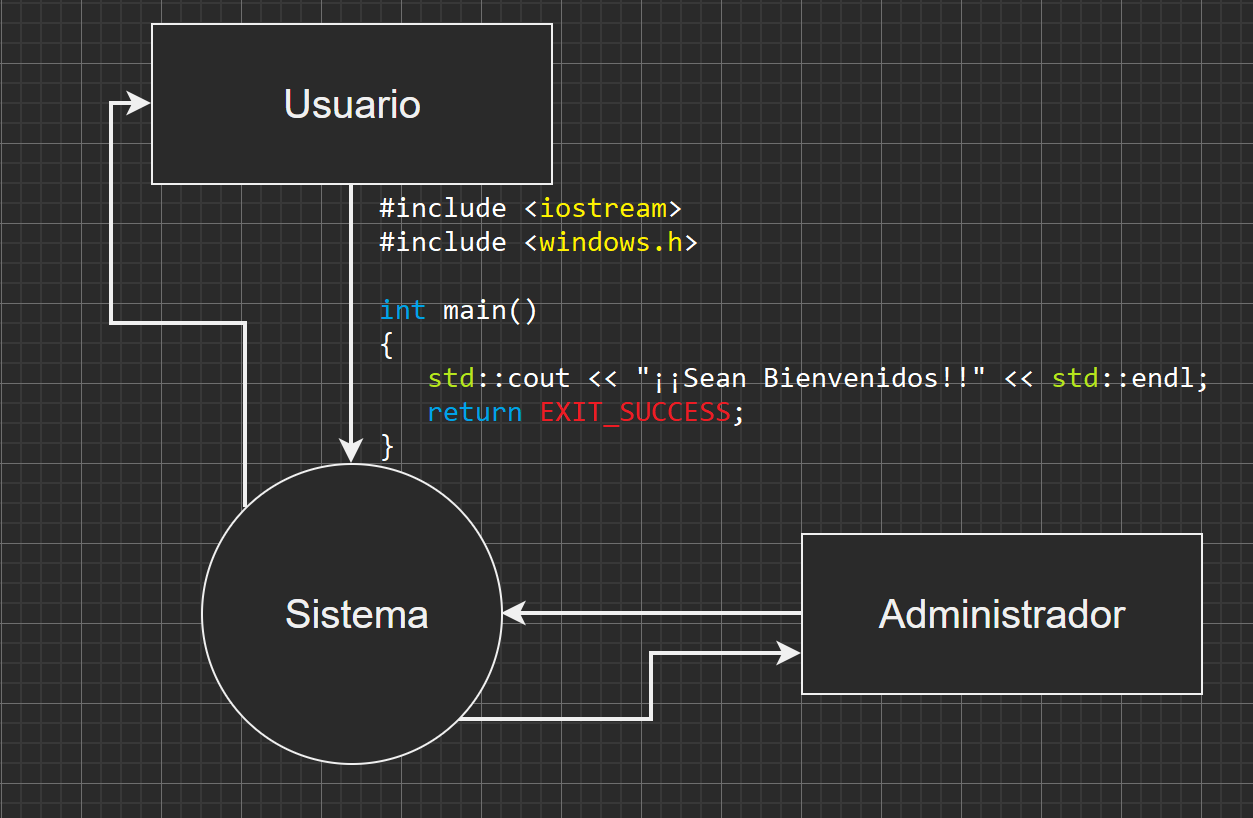 Usuario
#include <iostream>
#include <windows.h>
int main()
{
std::cout << "¡¡Sean Bienvenidos!!" << std::endl;
return EXIT_SUCCESS;
}
Sistema
Administrador